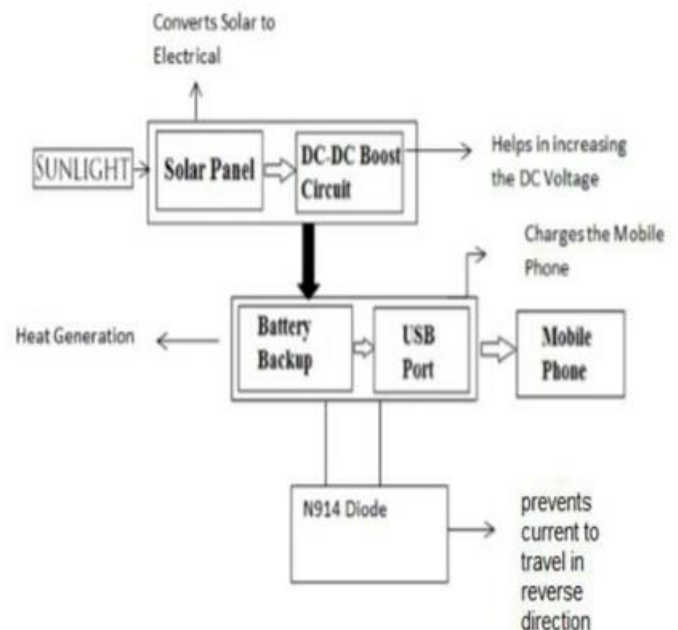 Converts Solar to
Electrical
SUNLIGHT
Solar Panel
DC-DC Boost
Circuit
Helps in increasing
the DC Voltage
Charges the Mobile
Phone
Heat Generation
Battery
Backup
USB
Port
Mobile
Phone
N914 Diode
prevents
current to
travel in
reverse
direction